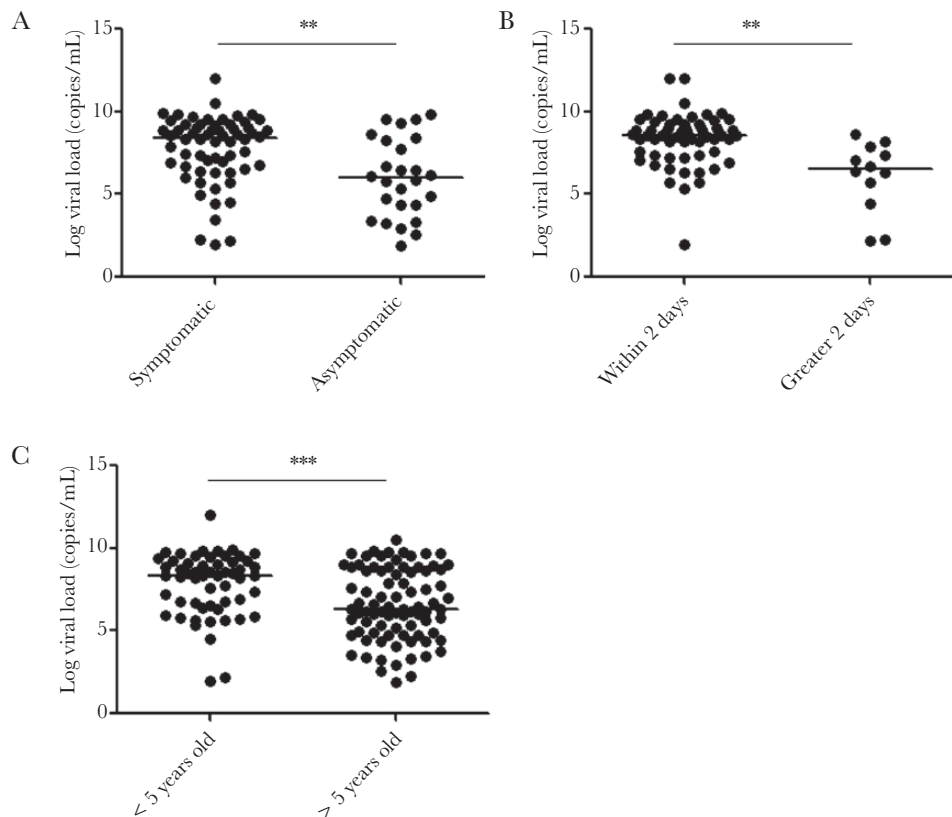 A
**
15
10
5
0
Log viral load (copies/mL)
Symptomatic
Asymptomatic
B
**
15
10
5
0
Log viral load (copies/mL)
Within 2 days
Greater 2 days
C
***
15
10
5
0
Log viral load (copies/mL)
< 5 years old
> 5 years old